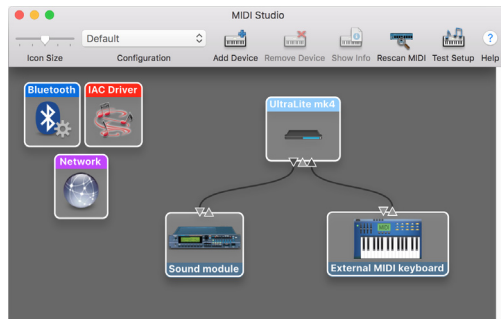 MIDI Studio
Default
Icon Size
Configuration
Add Device
Remove Device
Show Info
Rescan MIDI
Test Setup
?
Help
Bluetooth
IAC Driver
UltraLite mk4
Network
Sound module
External MIDI keyboard